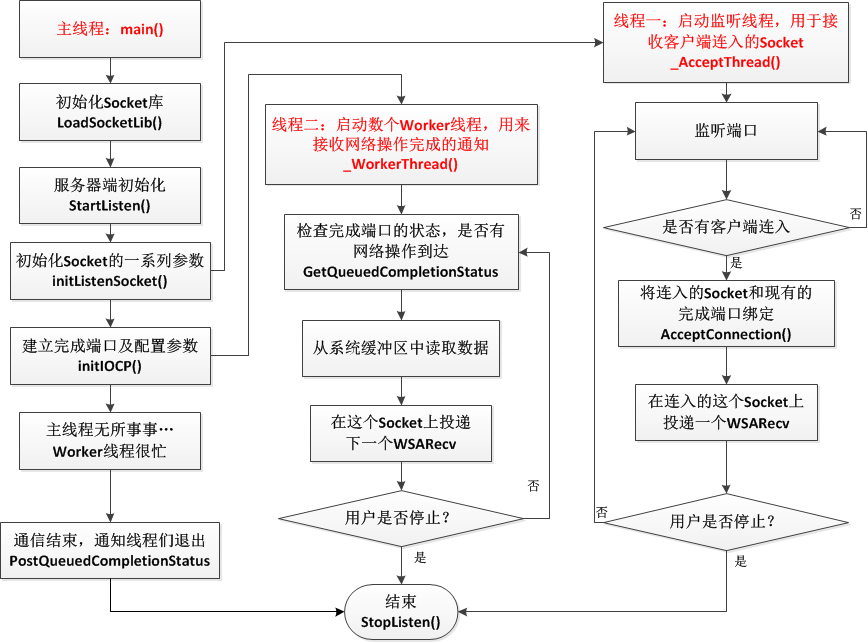 主线程：main()
初始化Socket库
LoadSocketLib()
服务器端初始化
StartListen()
初始化Socket的一系列参数
initListenSocket()
建立完成端口及配置参数
initIOCP()
主线程无所事事…
Worker线程很忙
通信结束，通知线程们退出
PostQueuedCompletionStatus
线程二：启动数个Worker线程，用来
接收网络操作完成的通知
_WorkerThread()
检查完成端口的状态，是否有
网络操作到达
GetQueuedCompletionStatus
从系统缓冲区中读取数据
在这个Socket上投递
下一个WSARecv
否
用户是否停止？
是
结束
StopListen()
线程一：启动监听线程，用于接
收客户端连入的Socket
_AcceptThread()
监听端口
否
是否有客户端连入
是
将连入的Socket和现有的
完成端口绑定
AcceptConnection()
在连入的这个Socket上
投递一个WSARecv
否
用户是否停止？
是